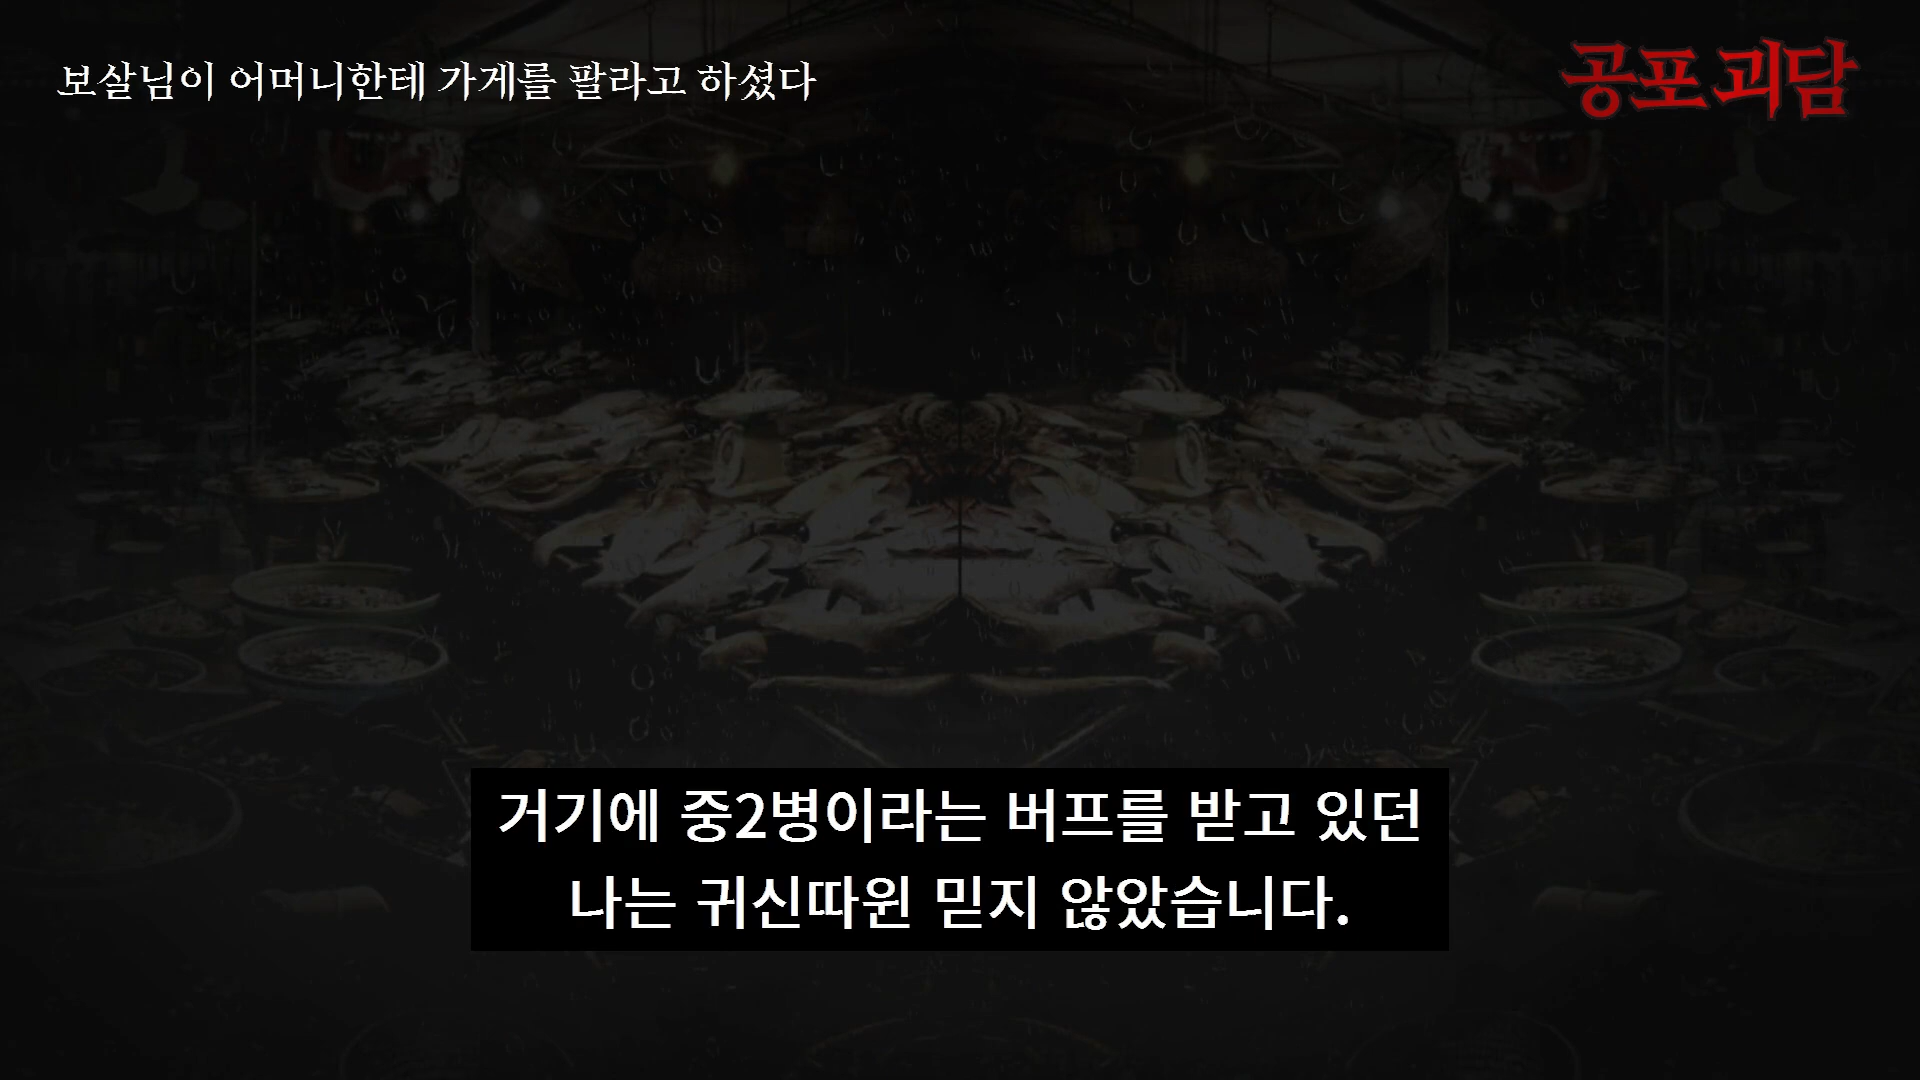 보살님이 어머니한테 가게를 팔라고 하셨다
공포괴담
거기에 중2병이라는 버프를 받고 있던
나는 귀신따윈 믿지 않았습니다.